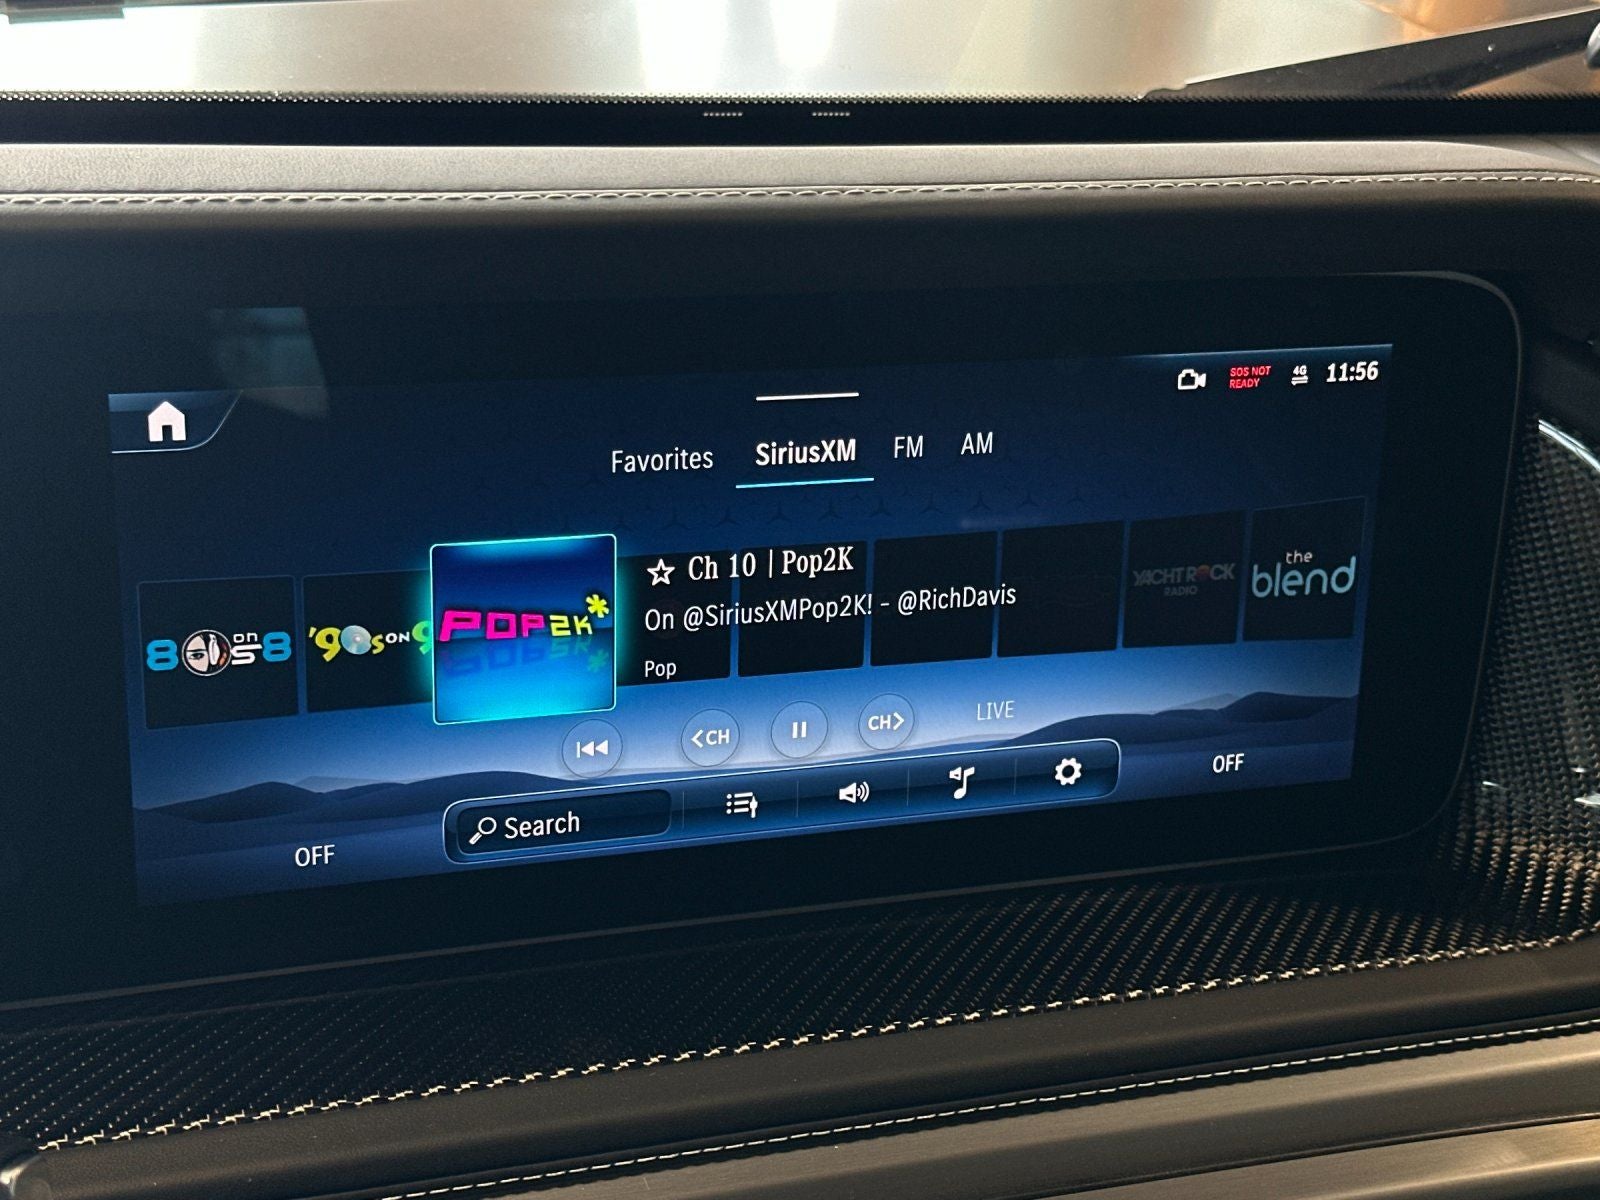 SOS NOT
READY
4G
11:56
Favorites
SiriusXM
FM
AM
80s on 8
'90s ON 9
POP2K
Ch 10 | Pop2K
On @SiriusXMPop2K! - @RichDavis
Pop
YACHT ROCK
RADIO
the
blend
<CH
CH>
LIVE
Search
OFF
OFF